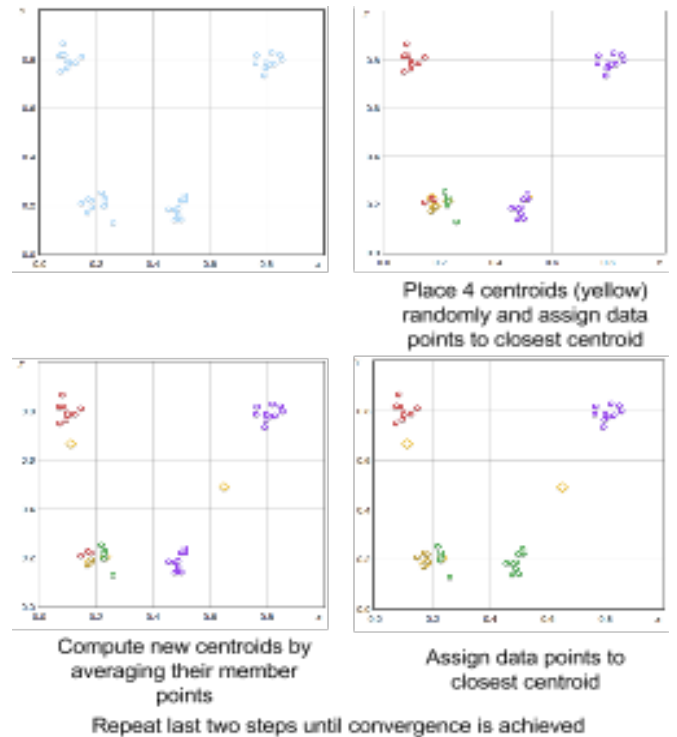 Place 4 centroids (yellow)
randomly and assign data
points to closest centroid
Compute new centroids by
averaging their member
points
Assign data points to
closest centroid
Repeat last two steps until convergence is achieved